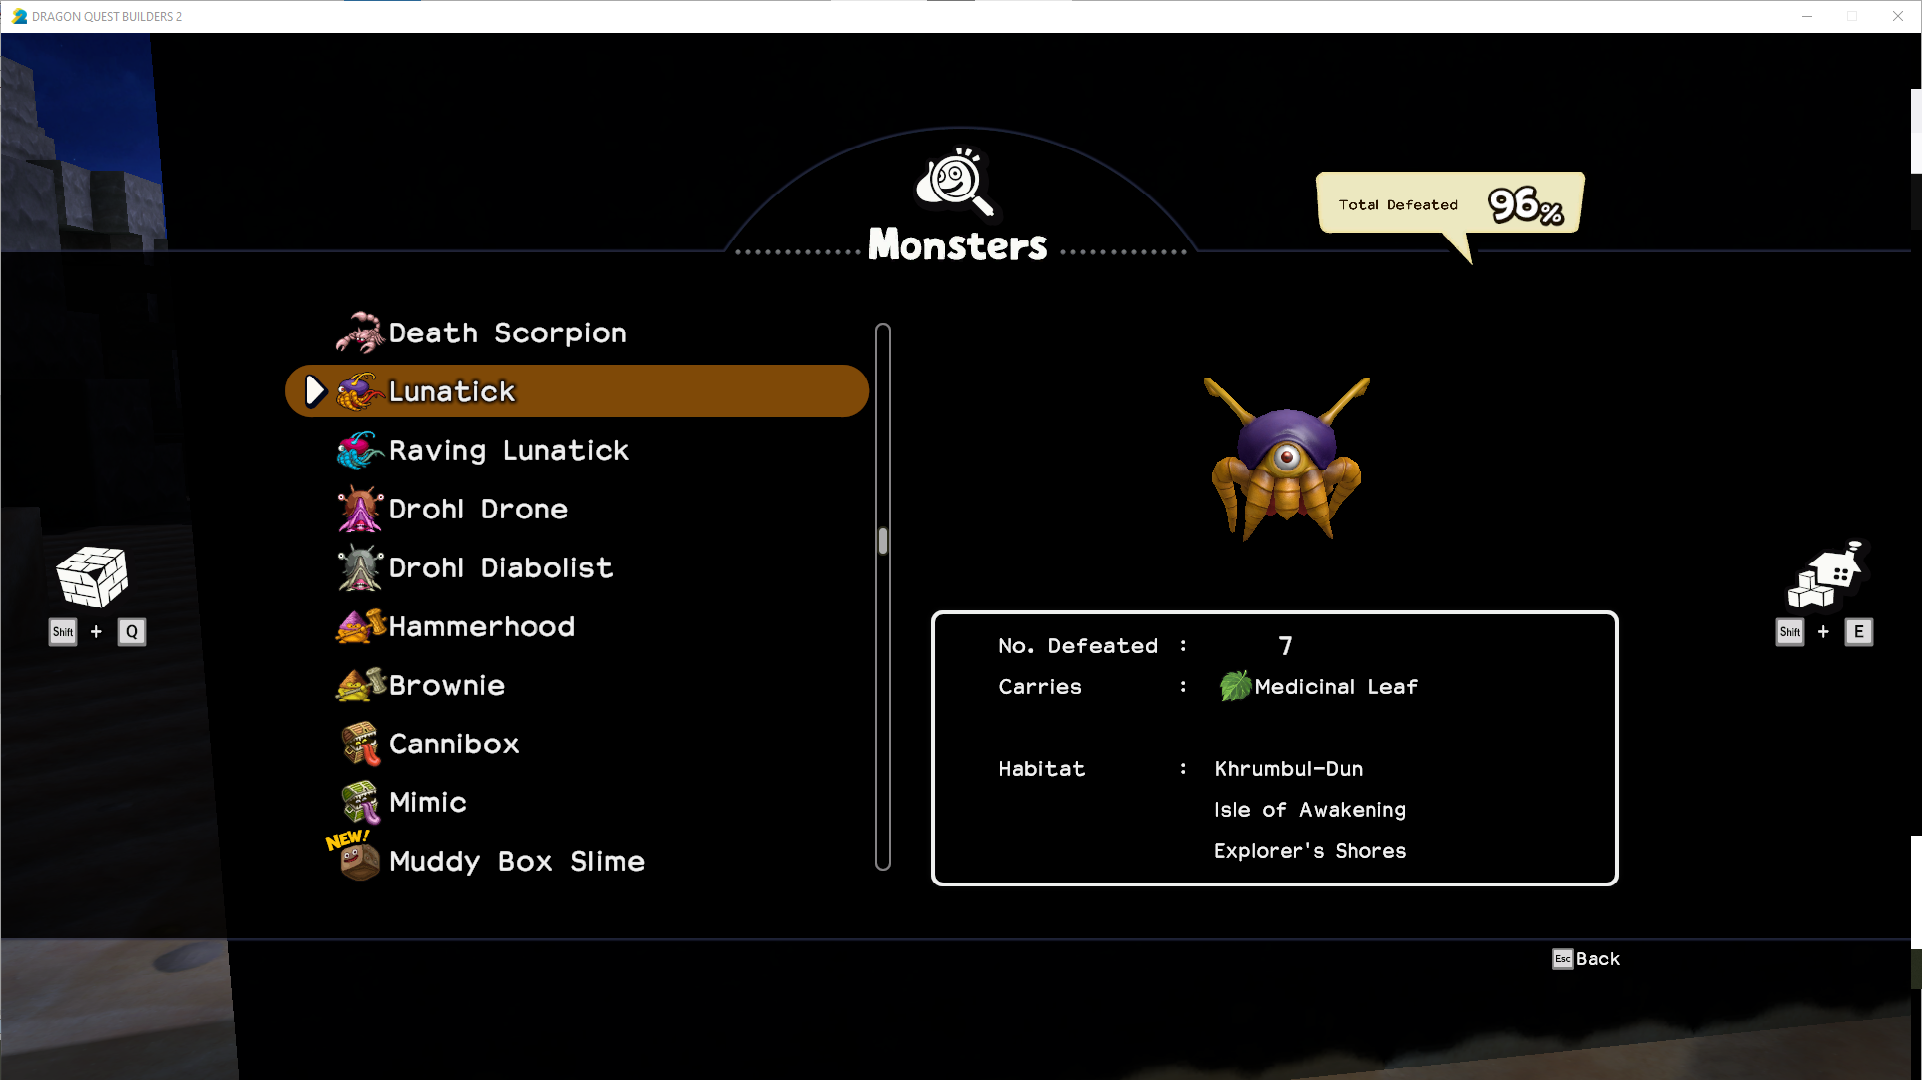 DRAGON QUEST BUILDERS 2
Monsters
Total Defeated 96%
Death Scorpion
Lunatick
Raving Lunatick
Drohl Drone
Drohl Diabolist
Hammerhood
Brownie
Cannibox
Mimic
NEW!
Muddy Box Slime
Shift + Q
No. Defeated : 7
Carries : Medicinal Leaf
Habitat : Khrumbul-Dun
Isle of Awakening
Explorer's Shores
Shift + E
Esc Back